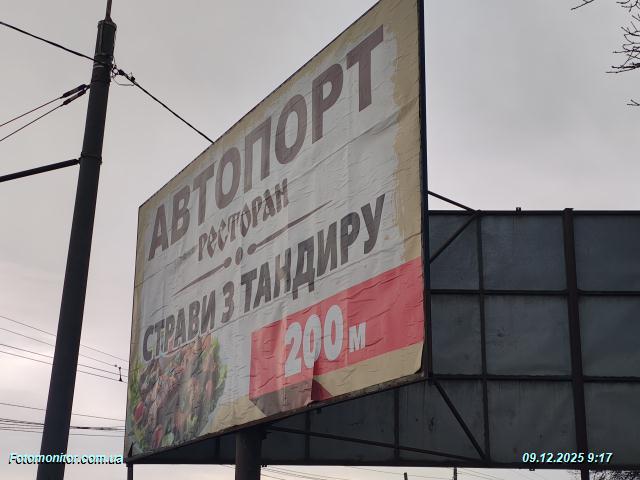 АВТОПОРТ
РЕСТОРАН
СТРАВИ З ТАНДИРУ
200 м
Fotomonitor.com.ua
09.12.2025 9:17